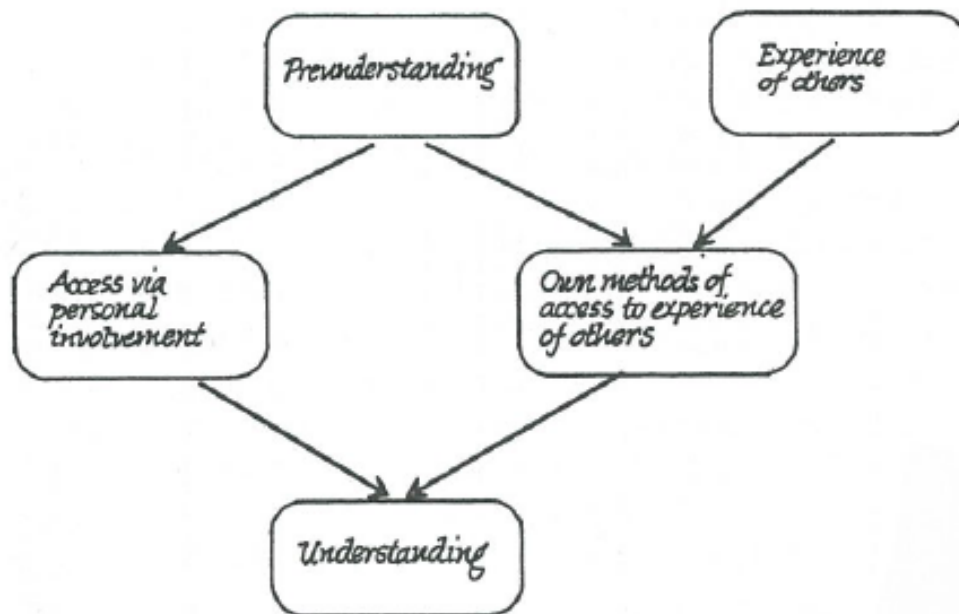 Preunderstanding
Experience
of others
Access via
personal
involvement
Own methods of
access to experience
of others
Understanding